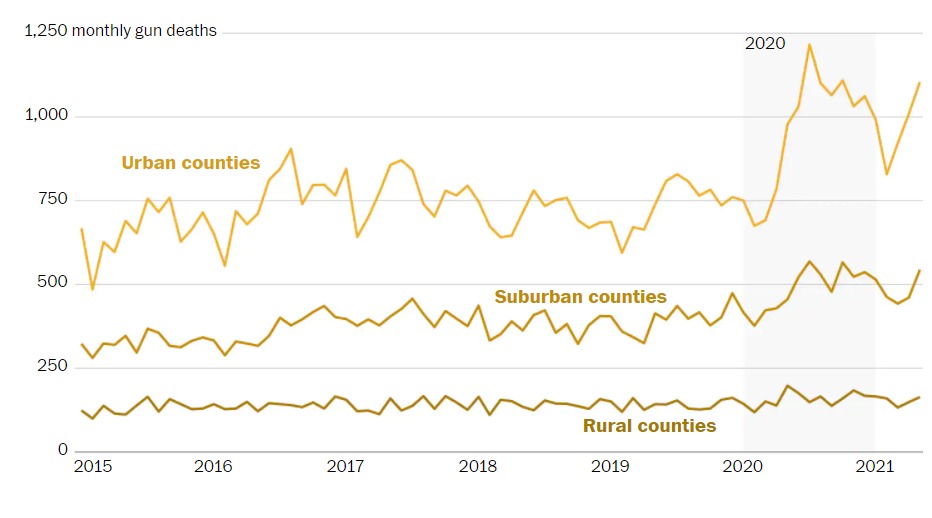 1,250 monthly gun deaths
2020
1,000
Urban counties
750
500
Suburban counties
250
Rural counties
0
2015 2016 2017 2018 2019 2020 2021